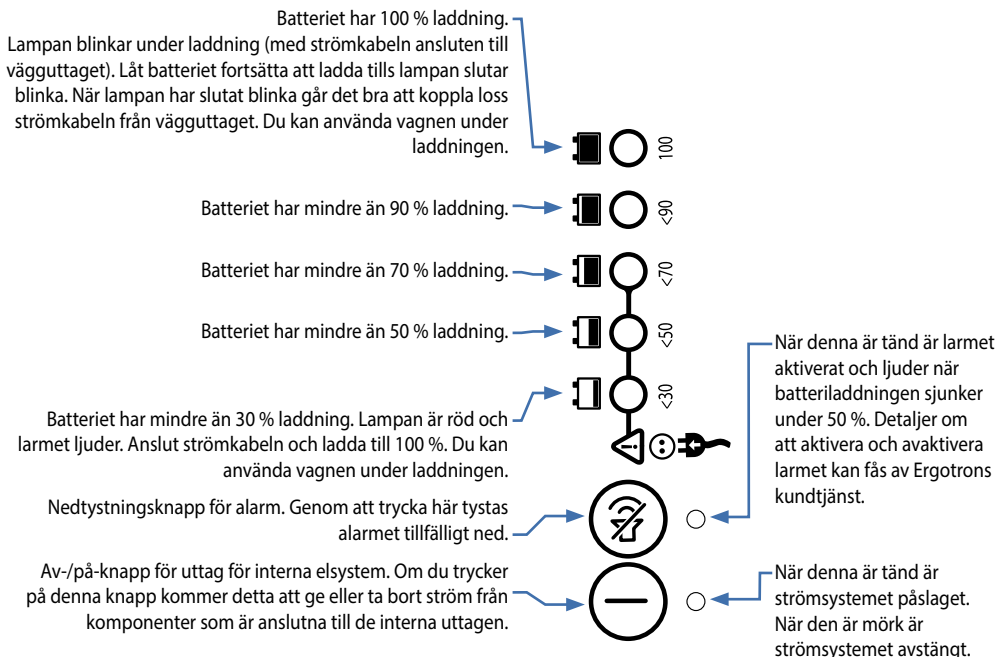 Batteriet har 100 % laddning.
Lampan blinkar under laddning (med strömkabeln ansluten till
vägguttaget). Låt batteriet fortsätta att ladda tills lampan slutar
blinka. När lampan har slutat blinka går det bra att koppla loss
strömkabeln från vägguttaget. Du kan använda vagnen under
laddningen.
100
Batteriet har mindre än 90 % laddning.
<90
Batteriet har mindre än 70 % laddning.
<70
Batteriet har mindre än 50 % laddning.
<50
Batteriet har mindre än 30 % laddning. Lampan är röd och
larmet ljuder. Anslut strömkabeln och ladda till 100 %. Du kan
använda vagnen under laddningen.
<30
När denna är tänd är larmet
aktiverat och ljuder när
batteriladdningen sjunker
under 50 %. Detaljer om
att aktivera och avaktivera
larmet kan fås av Ergotrons
kundtjänst.
Nedtystningsknapp för alarm. Genom att trycka här tystas
alarmet tillfälligt ned.
Av-/på-knapp för uttag för interna elsystem. Om du trycker
på denna knapp kommer detta att ge eller ta bort ström från
komponenter som är anslutna till de interna uttagen.
När denna är tänd är
strömsystemet påslaget.
När den är mörk är
strömsystemet avstängt.